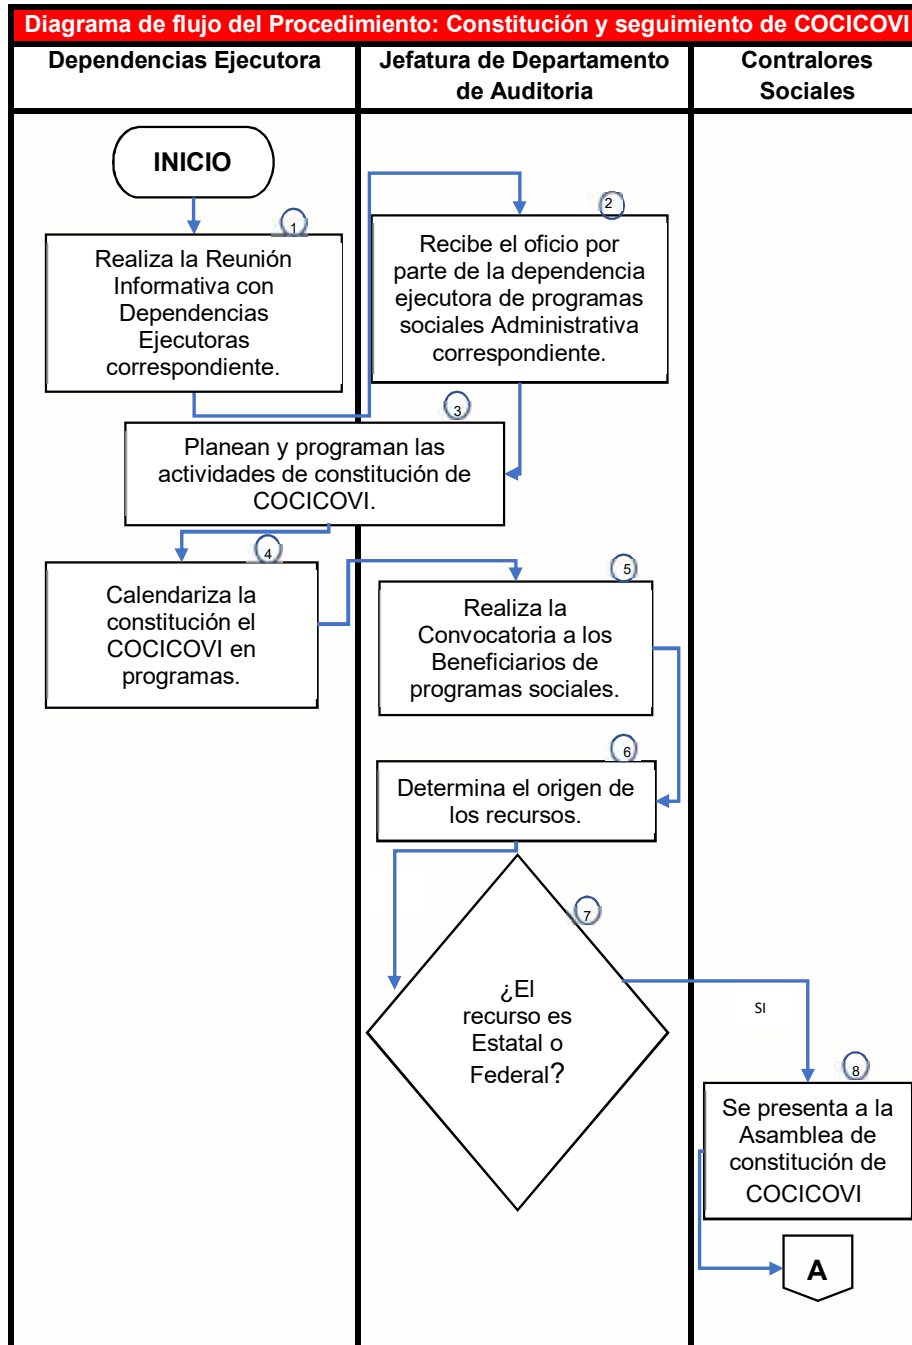 Diagrama de flujo del Procedimiento: Constitución y seguimiento de COCICOVI
Dependencias Ejecutora
Jefatura de Departamento
de Auditoria
Contralores
Sociales
INICIO
1
Realiza la Reunión
Informativa con
Dependencias
Ejecutoras
correspondiente.
2
Recibe el oficio por
parte de la dependencia
ejecutora de programas
sociales Administrativa
correspondiente.
3
Planean y programan las
actividades de constitución de
COCICOVI.
4
Calendariza la
constitución el
COCICOVI en
programas.
5
Realiza la
Convocatoria a los
Beneficiarios de
programas sociales.
6
Determina el origen de
los recursos.
7
¿El
recurso es
Estatal o
Federal?
SI
8
Se presenta a la
Asamblea de
constitución de
COCICOVI
A